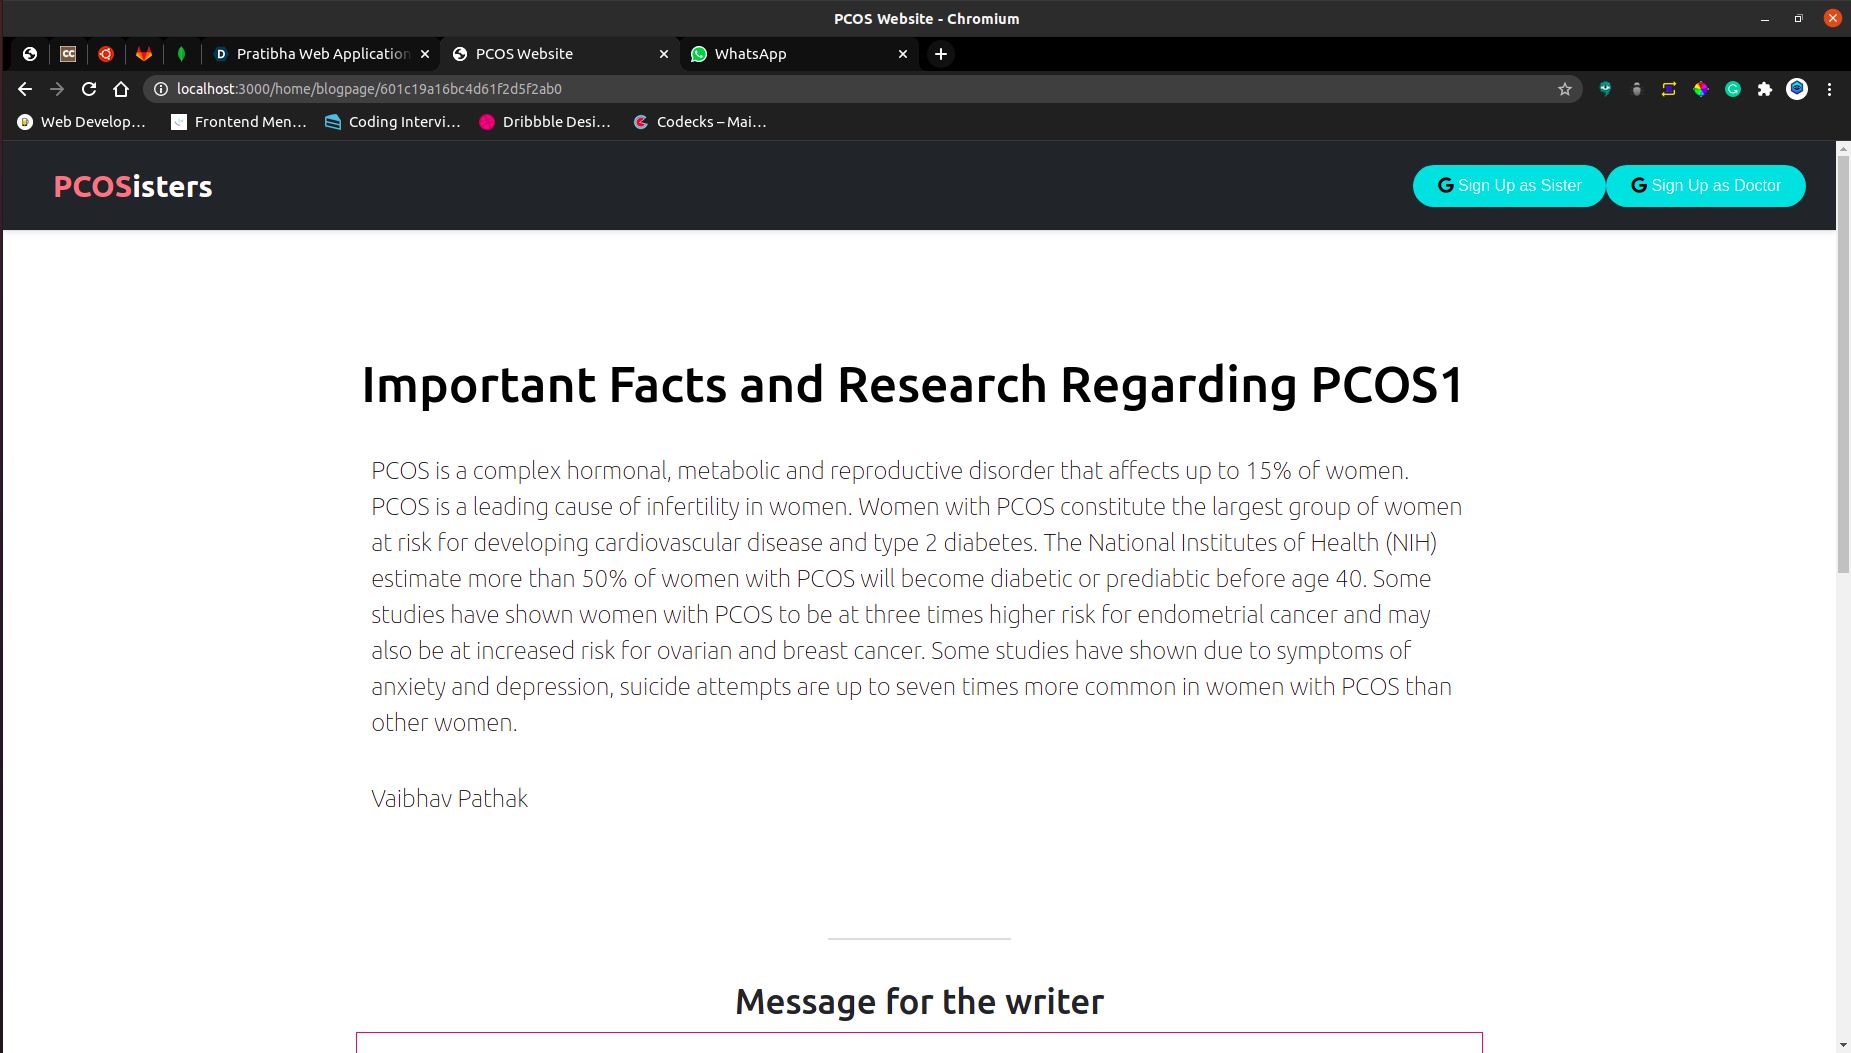 PCOS Website - Chromium
CC
D Pratibha Web Application
PCOS Website
WhatsApp
localhost:3000/home/blogpage/601c19a16bc4d61f2d5f2ab0
Web Develop...
Frontend Men...
Coding Intervi...
Dribbble Desi...
Codecks – Mai...
PCOSisters
G Sign Up as Sister
G Sign Up as Doctor
Important Facts and Research Regarding PCOS1
PCOS is a complex hormonal, metabolic and reproductive disorder that affects up to 15% of women.
PCOS is a leading cause of infertility in women. Women with PCOS constitute the largest group of women
at risk for developing cardiovascular disease and type 2 diabetes. The National Institutes of Health (NIH)
estimate more than 50% of women with PCOS will become diabetic or prediabtic before age 40. Some
studies have shown women with PCOS to be at three times higher risk for endometrial cancer and may
also be at increased risk for ovarian and breast cancer. Some studies have shown due to symptoms of
anxiety and depression, suicide attempts are up to seven times more common in women with PCOS than
other women.
Vaibhav Pathak
Message for the writer